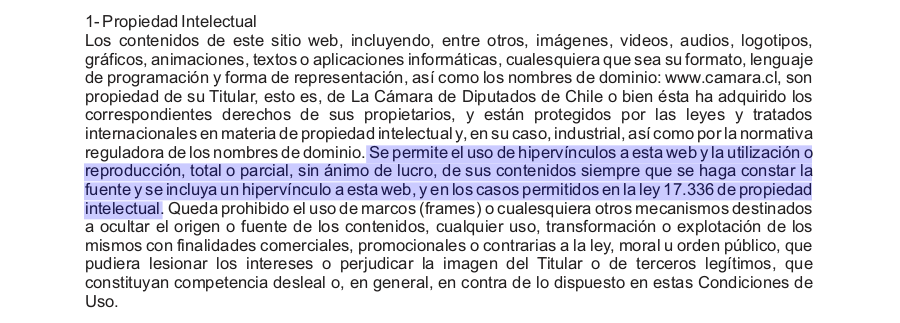 1- Propiedad Intelectual
Los contenidos de este sitio web, incluyendo, entre otros, imágenes, videos, audios, logotipos,
gráficos, animaciones, textos o aplicaciones informáticas, cualesquiera que sea su formato, lenguaje
de programación y forma de representación, así como los nombres de dominio: www.camara.cl, son
propiedad de su Titular, esto es, de La Cámara de Diputados de Chile o bien ésta ha adquirido los
correspondientes derechos de sus propietarios, y están protegidos por las leyes y tratados
internacionales en materia de propiedad intelectual y, en su caso, industrial, así como por la normativa
reguladora de los nombres de dominio. Se permite el uso de hipervínculos a esta web y la utilización o
reproducción, total o parcial, sin ánimo de lucro, de sus contenidos siempre que se haga constar la
fuente y se incluya un hipervínculo a esta web, y en los casos permitidos en la ley 17.336 de propiedad
intelectual. Queda prohibido el uso de marcos (frames) o cualesquiera otros mecanismos destinados
a ocultar el origen o fuente de los contenidos, cualquier uso, transformación o explotación de los
mismos con finalidades comerciales, promocionales o contrarias a la ley, moral u orden público, que
pudiera lesionar los intereses o perjudicar la imagen del Titular o de terceros legítimos, que
constituyan competencia desleal o, en general, en contra de lo dispuesto en estas Condiciones de
Uso.